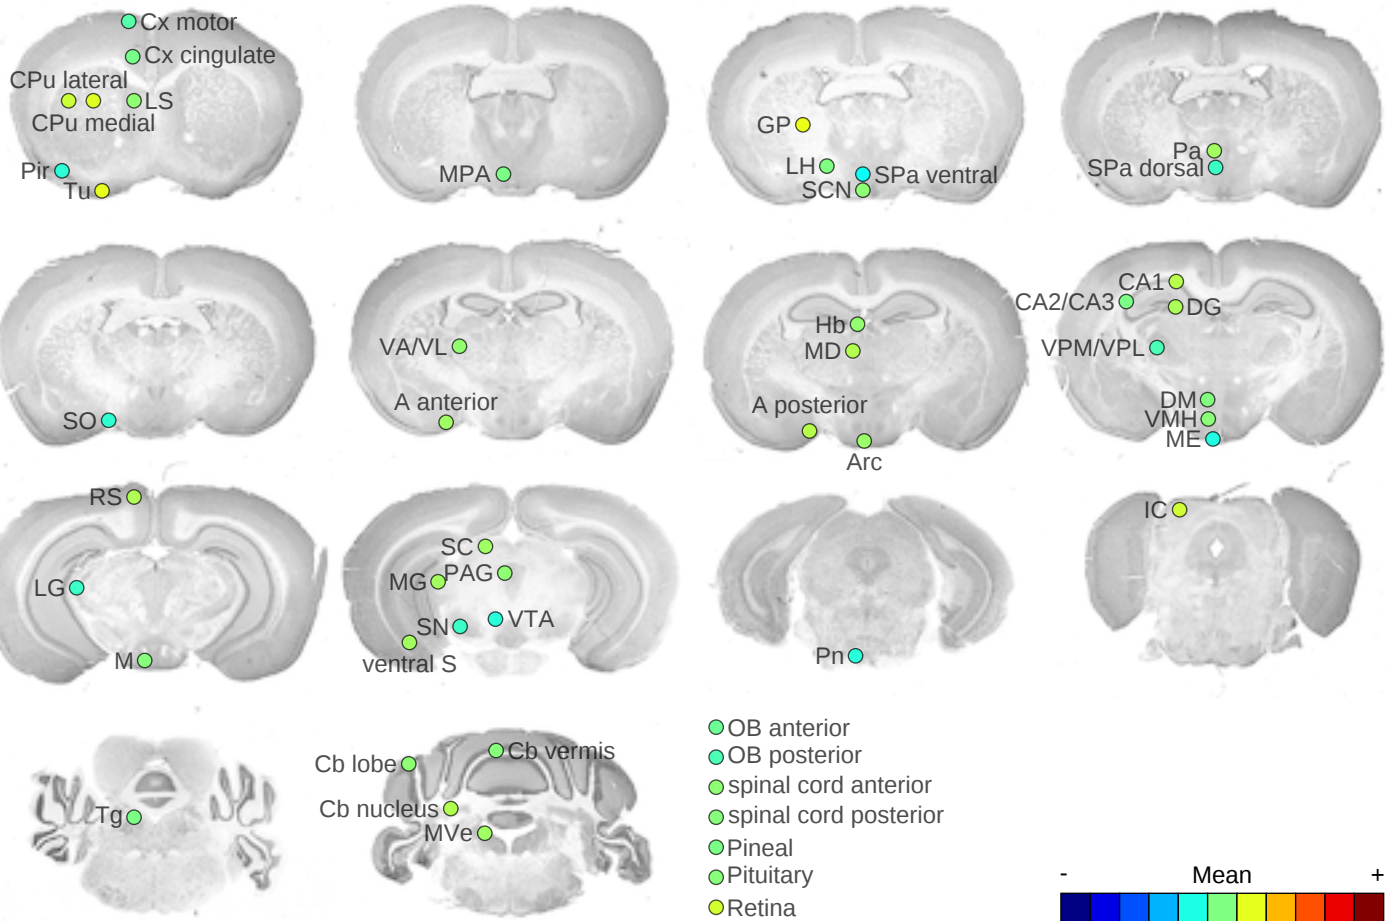 Cx motor
Cx cingulate
CPu lateral
LS
CPu medial
Pir
Tu
MPA
GP
LH
SPa ventral
SCN
Pa
SPa dorsal
SO
VA/VL
A anterior
Hb
MD
A posterior
Arc
CA1
CA2/CA3
DG
VPM/VPL
DM
VMH
ME
RS
LG
M
SC
MG
PAG
SN
VTA
ventral S
Pn
IC
Tg
Cb lobe
Cb vermis
Cb nucleus
MVe
OB anterior
OB posterior
spinal cord anterior
spinal cord posterior
Pineal
Pituitary
Retina
- Mean +